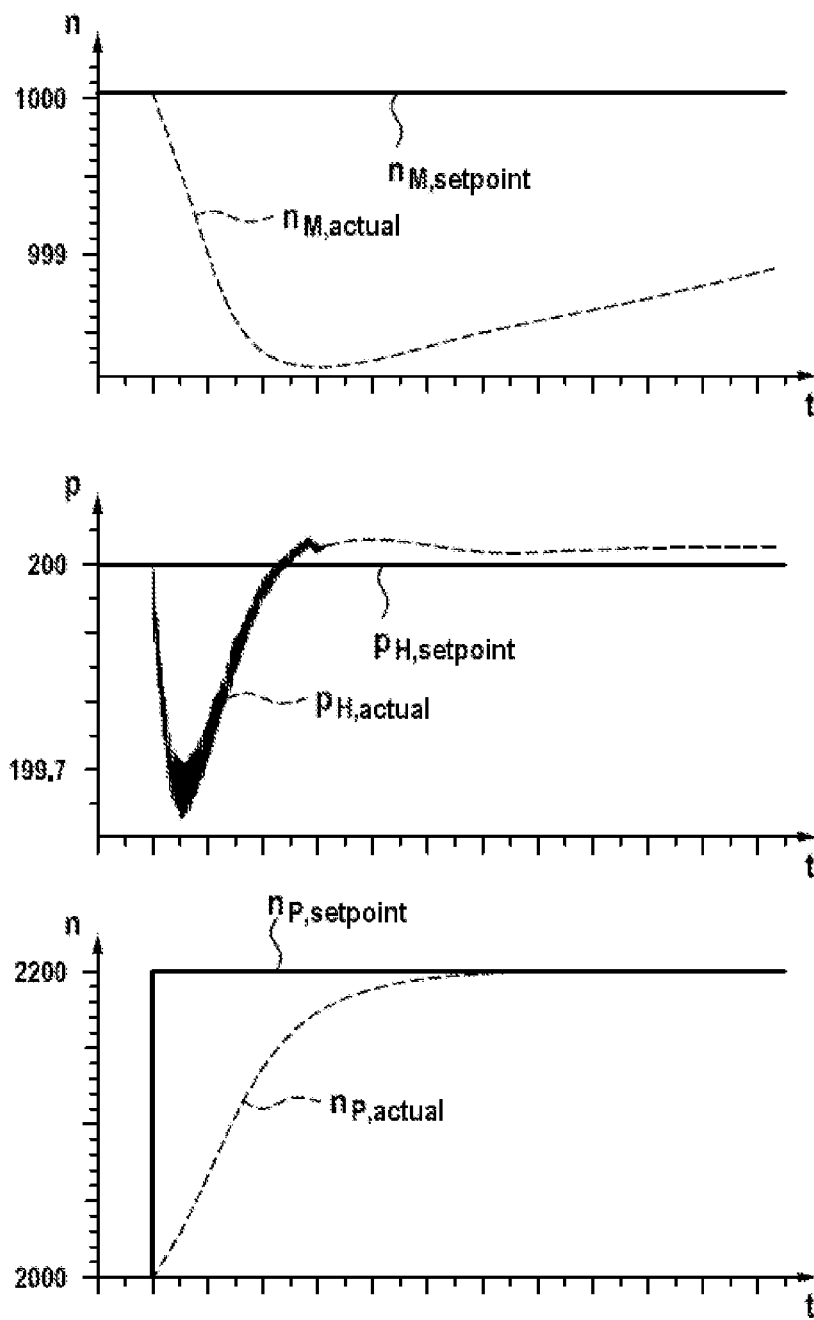 n
1000
n M,setpoint
n M,actual
999
t
p
200
p H,setpoint
p H,actual
199.7
t
n P,setpoint
n
2200
n P,actual
2000
t